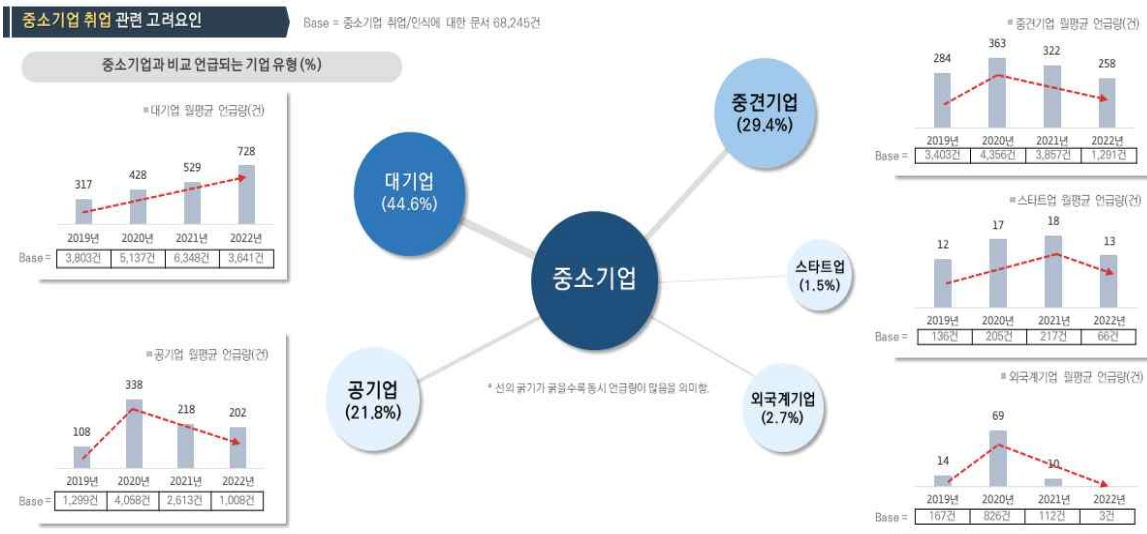 중소기업 취업 관련 고려요인
Base = 중소기업 취업/인식에 대한 문서 68,245건
중소기업과 비교 언급되는 기업 유형(%)
■대기업 월평균 언급량(건)
317 428 529 728
2019년 2020년 2021년 2022년
Base = 3,803건 5,137건 6,348건 3,641건
■공기업 월평균 언급량(건)
108 338 218 202
2019년 2020년 2021년 2022년
Base = 1,299건 4,058건 2,613건 1,008건
대기업
(44.6%)
중견기업
(29.4%)
중소기업
스타트업
(1.5%)
공기업
(21.8%)
외국계기업
(2.7%)
* 선의 굵기가 굵을수록 동시 언급량이 많음을 의미함.
■중견기업 월평균 언급량(건)
284 363 322 258
2019년 2020년 2021년 2022년
Base = 3,403건 4,356건 3,857건 1,291건
■스타트업 월평균 언급량(건)
12 17 18 13
2019년 2020년 2021년 2022년
Base = 136건 205건 217건 66건
■외국계기업 월평균 언급량(건)
14 69 10
2019년 2020년 2021년 2022년
Base = 167건 826건 112건 3건